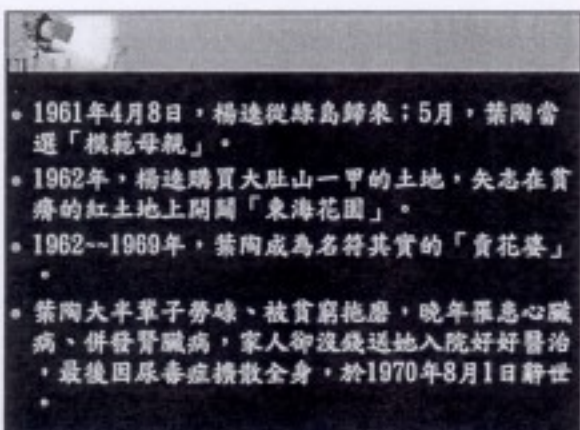 • 1961年4月8日，楊逵從綠島歸來；5月，葉陶當
選「模範母親」。
• 1962年，楊逵購買大肚山一甲的土地，矢志在貧
瘠的紅土地上開闢「東海花園」。
• 1962~~1969年，葉陶成為名符其實的「賣花婆」
。
• 葉陶大半輩子勞碌、被貧窮拖磨，晚年罹患心臟
病、併發腎臟病，家人卻沒錢送她入院好好醫治
，最後因尿毒症擴散全身，於1970年8月1日辭世
。